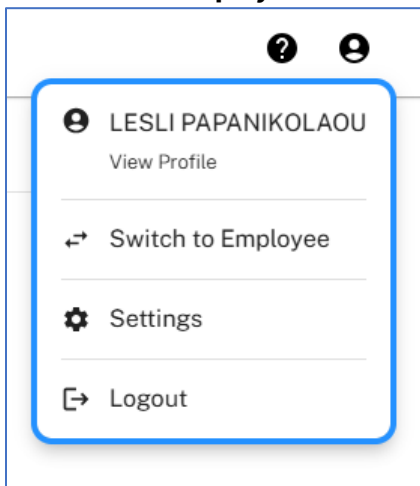 LESLI PAPANIKOLAOU
View Profile
Switch to Employee
Settings
Logout